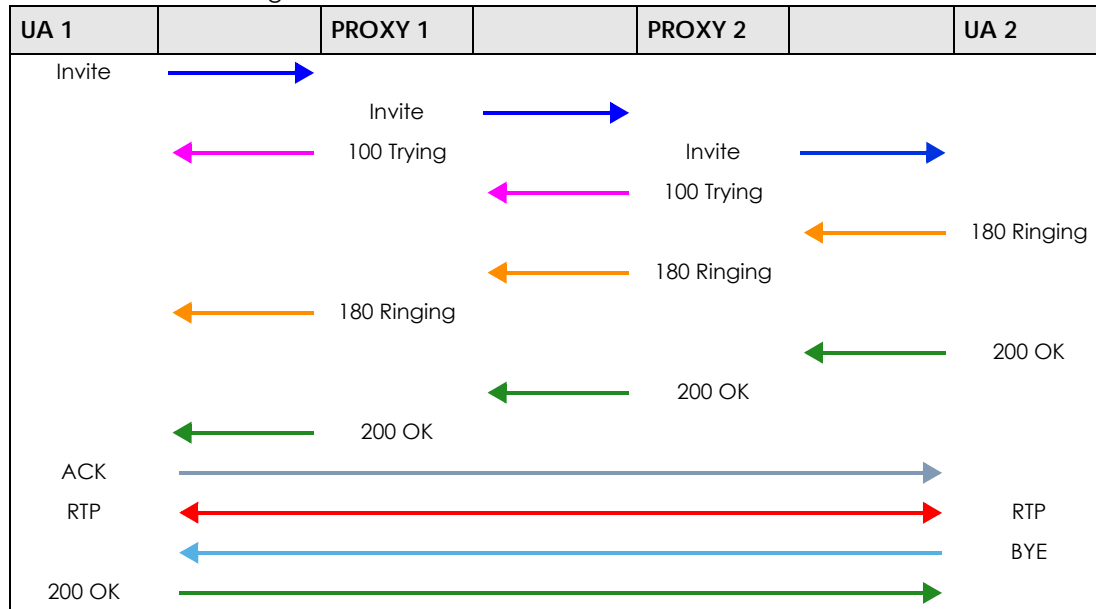 UA 1 PROXY 1 PROXY 2 UA 2
Invite
Invite
100 Trying Invite
100 Trying
180 Ringing
180 Ringing
180 Ringing
200 OK
200 OK
200 OK
ACK
RTP RTP
BYE
200 OK